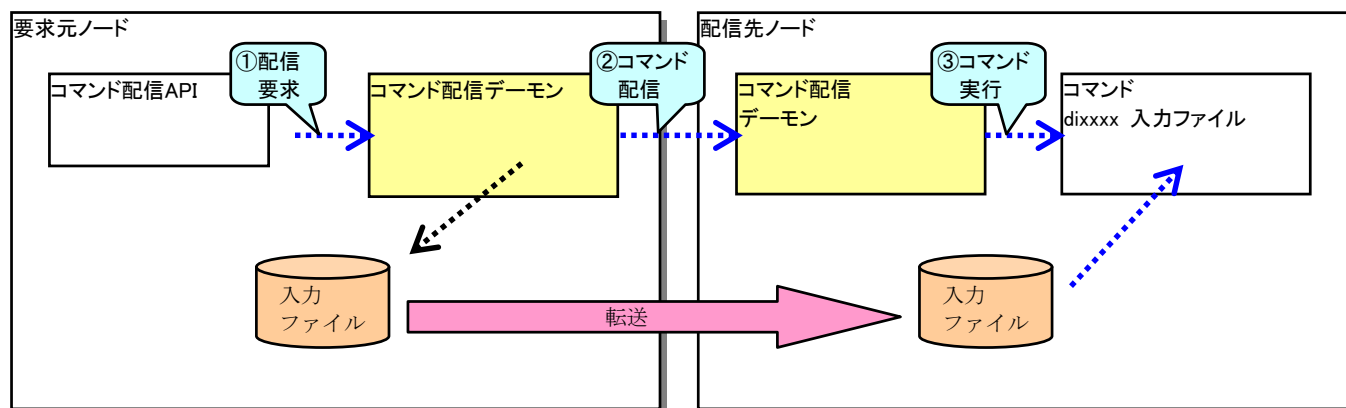 要求元ノード
配信先ノード
①配信
要求
②コマンド
配信
③コマンド
実行
コマンド配信API
コマンド配信デーモン
コマンド配信
デーモン
コマンド
dixxxx 入力ファイル
入力
ファイル
転送
入力
ファイル